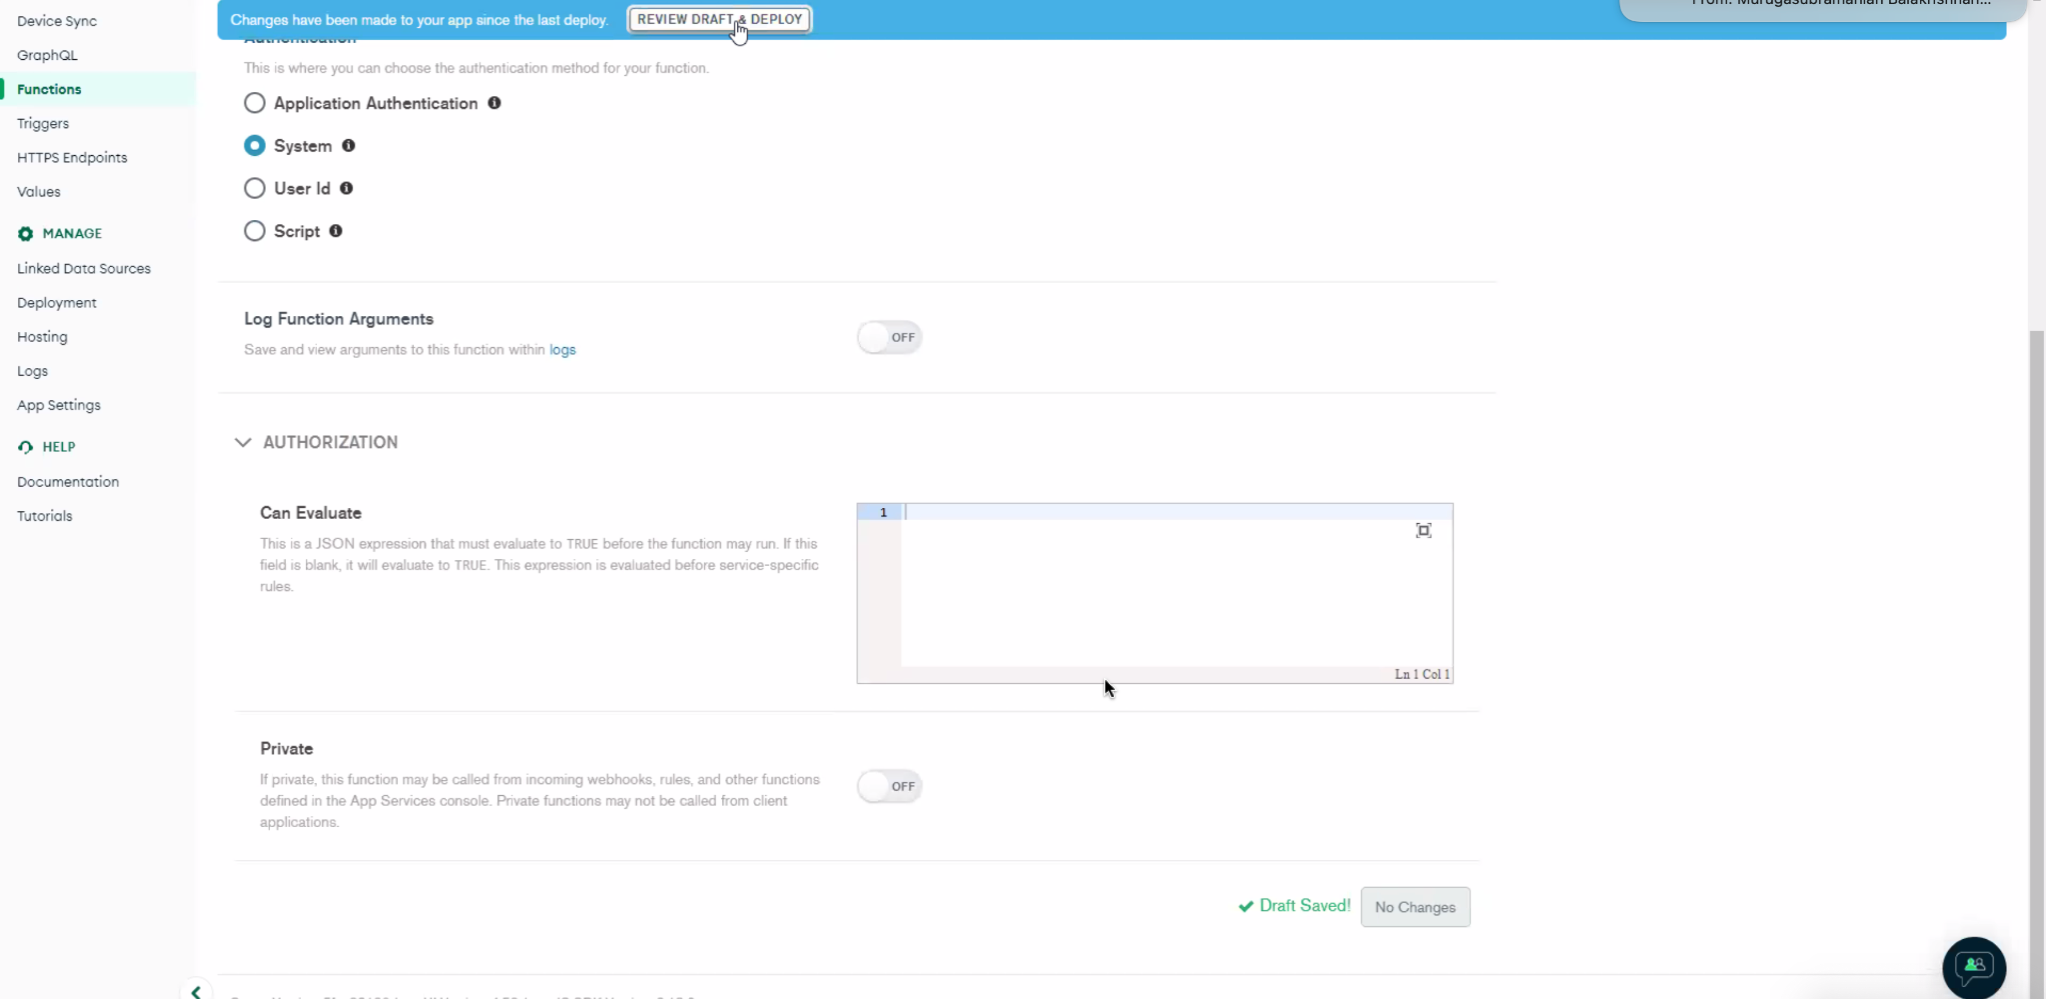 Device Sync
GraphQL
Functions
Triggers
HTTPS Endpoints
Values
MANAGE
Linked Data Sources
Deployment
Hosting
Logs
App Settings
HELP
Documentation
Tutorials
Changes have been made to your app since the last deploy. REVIEW DRAFT & DEPLOY
From: Murugasubramanian Balakrishnan...
Authentication
This is where you can choose the authentication method for your function.
Application Authentication
System
User Id
Script
Log Function Arguments
Save and view arguments to this function within logs
OFF
AUTHORIZATION
Can Evaluate
This is a JSON expression that must evaluate to TRUE before the function may run. If this
field is blank, it will evaluate to TRUE. This expression is evaluated before service-specific
rules.
1
Ln 1 Col 1
Private
If private, this function may be called from incoming webhooks, rules, and other functions
defined in the App Services console. Private functions may not be called from client
applications.
OFF
Draft Saved! No Changes